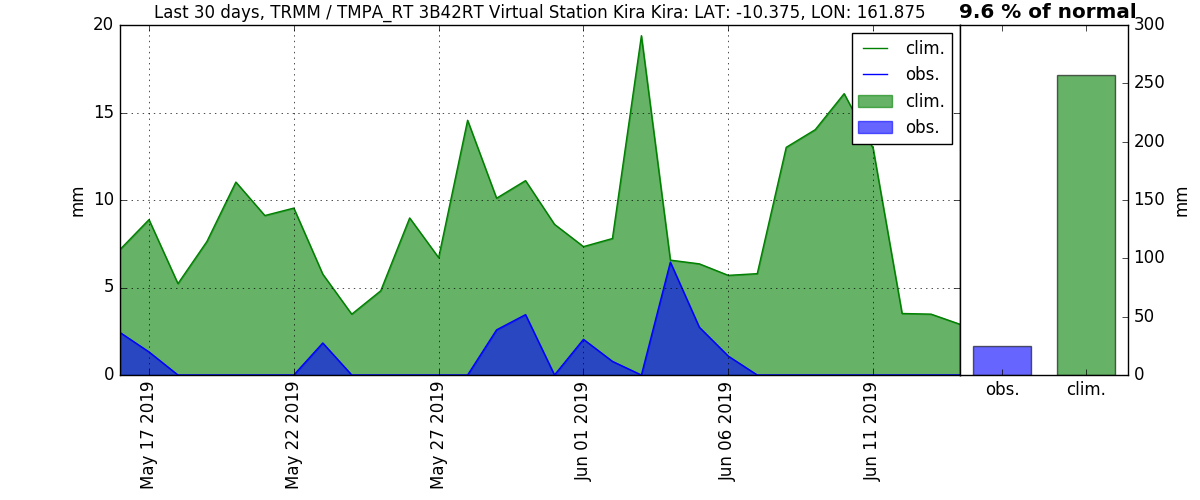 Last 30 days, TRMM / TMPA_RT 3B42RT Virtual Station Kira Kira: LAT: -10.375, LON: 161.875
9.6 % of normal
20
15
10
5
0
mm
clim.
obs.
clim.
obs.
May 17 2019
May 22 2019
May 27 2019
Jun 01 2019
Jun 06 2019
Jun 11 2019
300
250
200
150
100
50
0
mm
obs.
clim.